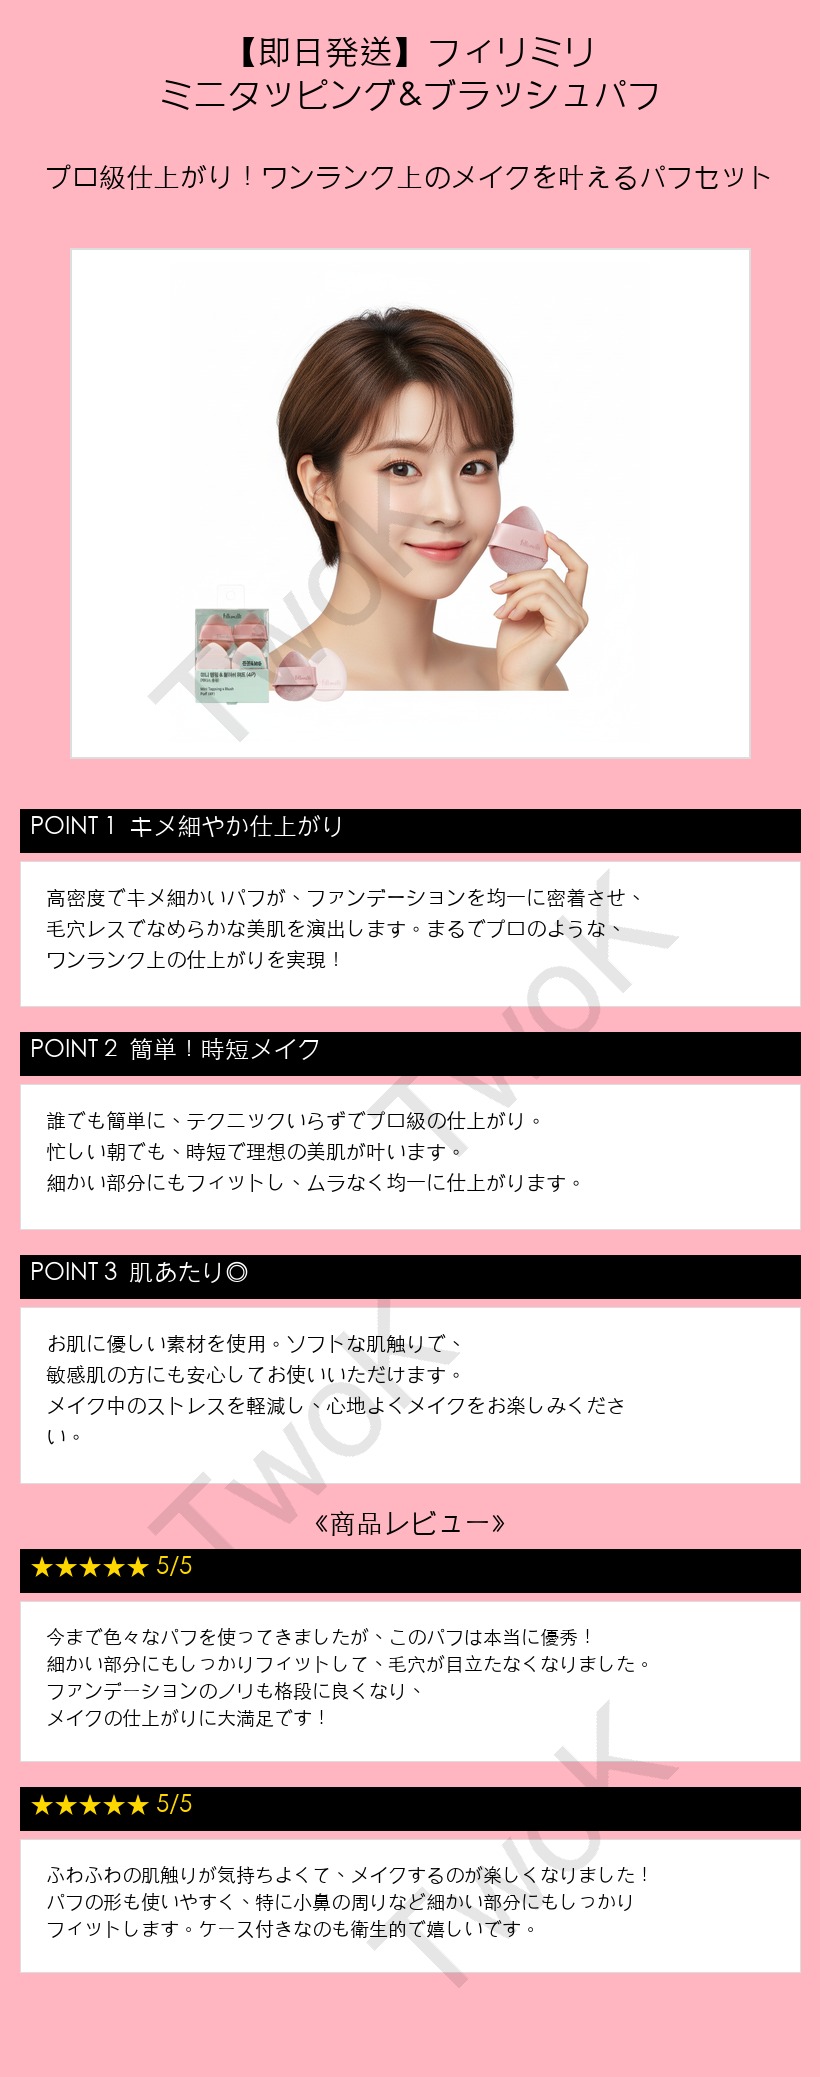 【即日発送】フィリミリ
ミニタッピング&ブラッシュパフ
プロ級仕上がり！ワンランク上のメイクを叶えるパフセット
fillimilli
fillimilli
미니 탭핑 & 블러쉬 퍼프 (4P)
Mini Tapping & Blush
Puff (4P)
TwoK
POINT 1 キメ細やか仕上がり
高密度でキメ細かいパフが、ファンデーションを均一に密着させ、
毛穴レスでなめらかな美肌を演出します。まるでプロのような、
ワンランク上の仕上がりを実現！
TwoK
POINT 2 簡単！時短メイク
誰でも簡単に、テクニックいらずでプロ級の仕上がり。
忙しい朝でも、時短で理想の美肌が叶います。
細かい部分にもフィットし、ムラなく均一に仕上がります。
POINT 3 肌あたり◎
お肌に優しい素材を使用。ソフトな肌触りで、
敏感肌の方にも安心してお使いいただけます。
メイク中のストレスを軽減し、心地よくメイクをお楽しみくださ
い。
TwoK
《商品レビュー》
★★★★★ 5/5
今まで色々なパフを使ってきましたが、このパフは本当に優秀！
細かい部分にもしっかりフィットして、毛穴が目立たなくなりました。
ファンデーションのノリも格段に良くなり、
メイクの仕上がりに大満足です！
★★★★★ 5/5
ふわふわの肌触りが気持ちよくて、メイクするのが楽しくなりました！
パフの形も使いやすく、特に小鼻の周りなど細かい部分にもしっかり
フィットします。ケース付きなのも衛生的で嬉しいです。
TwoK